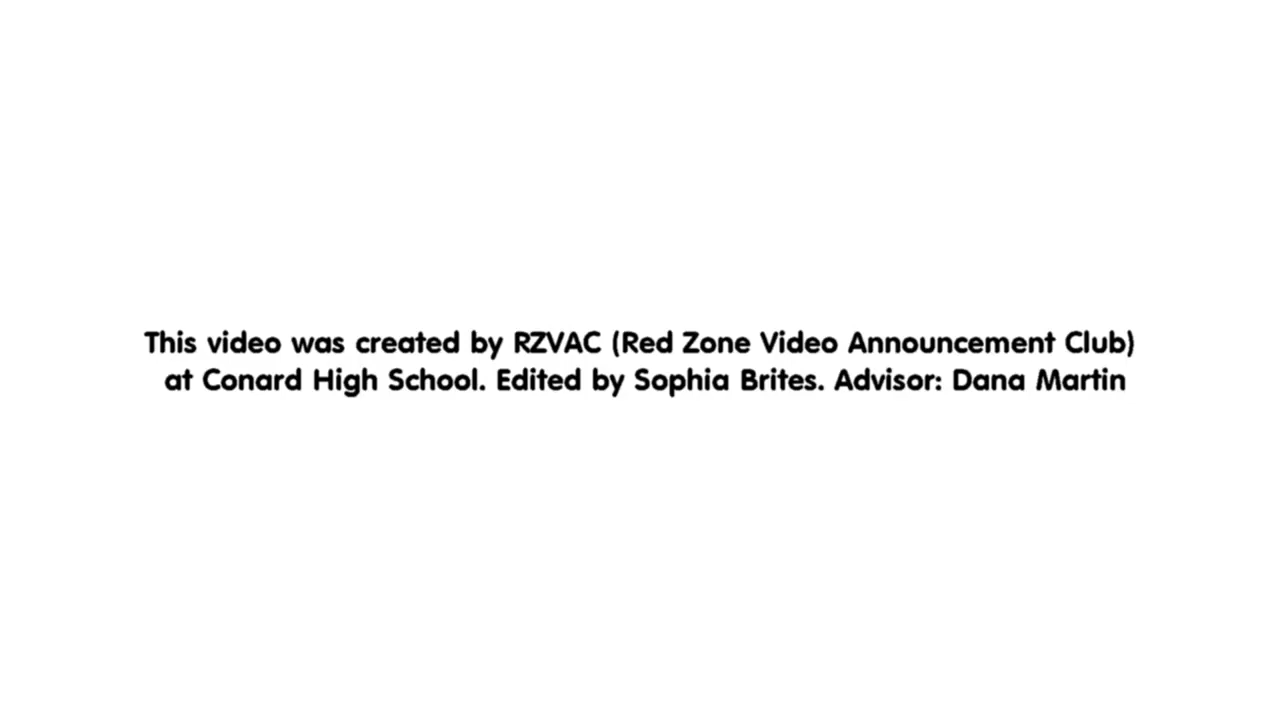 This video was created by RZVAC (Red Zone Video Announcement Club)
at Conard High School. Edited by Sophia Brites. Advisor: Dana Martin